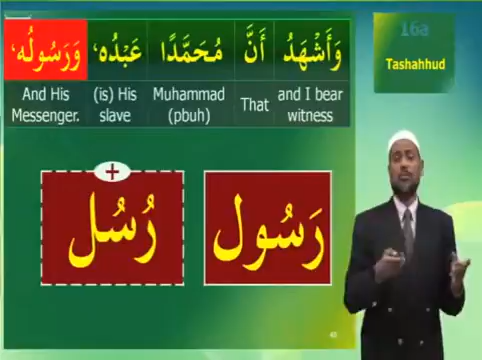 وَأَشْهَدُ أَنَّ مُحَمَّدًا عَبْدُه، وَرَسُولُه،
and I bear witness
That
Muhammad (pbuh)
(is) His slave
And His Messenger.
16a
Tashahhud
رَسُول
+
رُسُل